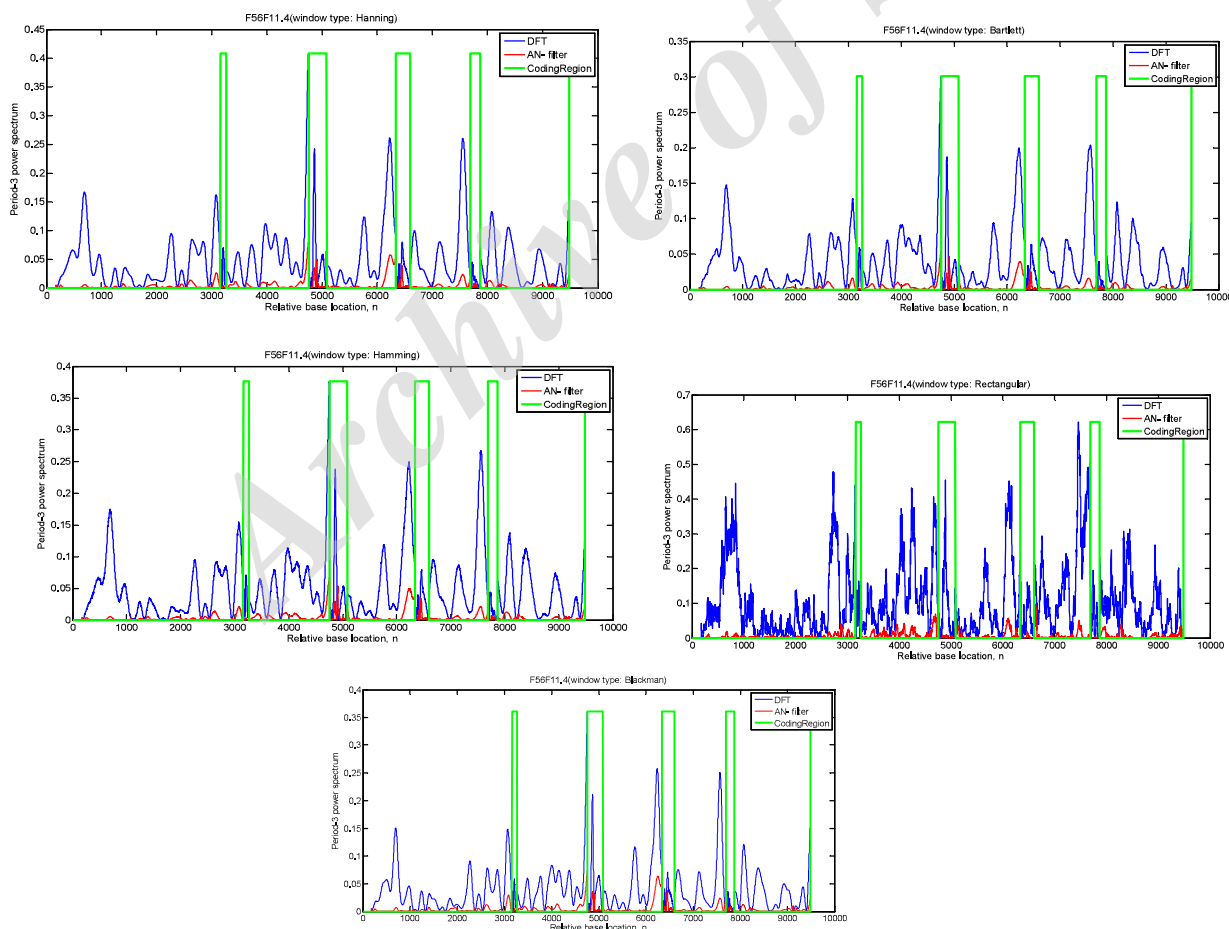 F56F11.4(window type: Hanning)
DFT
AN- filter
CodingRegion
Period-3 power spectrum
0.45
0.4
0.35
0.3
0.25
0.2
0.15
0.1
0.05
0
0 1000 2000 3000 4000 5000 6000 7000 8000 9000 10000
Relative base location, n
F56F11.4(window type: Bartlett)
DFT
AN- filter
CodingRegion
Period-3 power spectrum
0.35
0.3
0.25
0.2
0.15
0.1
0.05
0
0 1000 2000 3000 4000 5000 6000 7000 8000 9000 10000
Relative base location, n
F56F11.4(window type: Hamming)
DFT
AN- filter
CodingRegion
Period-3 power spectrum
0.4
0.35
0.3
0.25
0.2
0.15
0.1
0.05
0
0 1000 2000 3000 4000 5000 6000 7000 8000 9000 10000
Relative base location, n
F56F11.4(window type: Rectangular)
DFT
AN- filter
CodingRegion
Period-3 power spectrum
0.7
0.6
0.5
0.4
0.3
0.2
0.1
0
0 1000 2000 3000 4000 5000 6000 7000 8000 9000 10000
Relative base location, n
F56F11.4(window type: Blackman)
DFT
AN- filter
CodingRegion
Period-3 power spectrum
0.4
0.35
0.3
0.25
0.2
0.15
0.1
0.05
0
0 1000 2000 3000 4000 5000 6000 7000 8000 9000 10000
Relative base location, n
Archive of